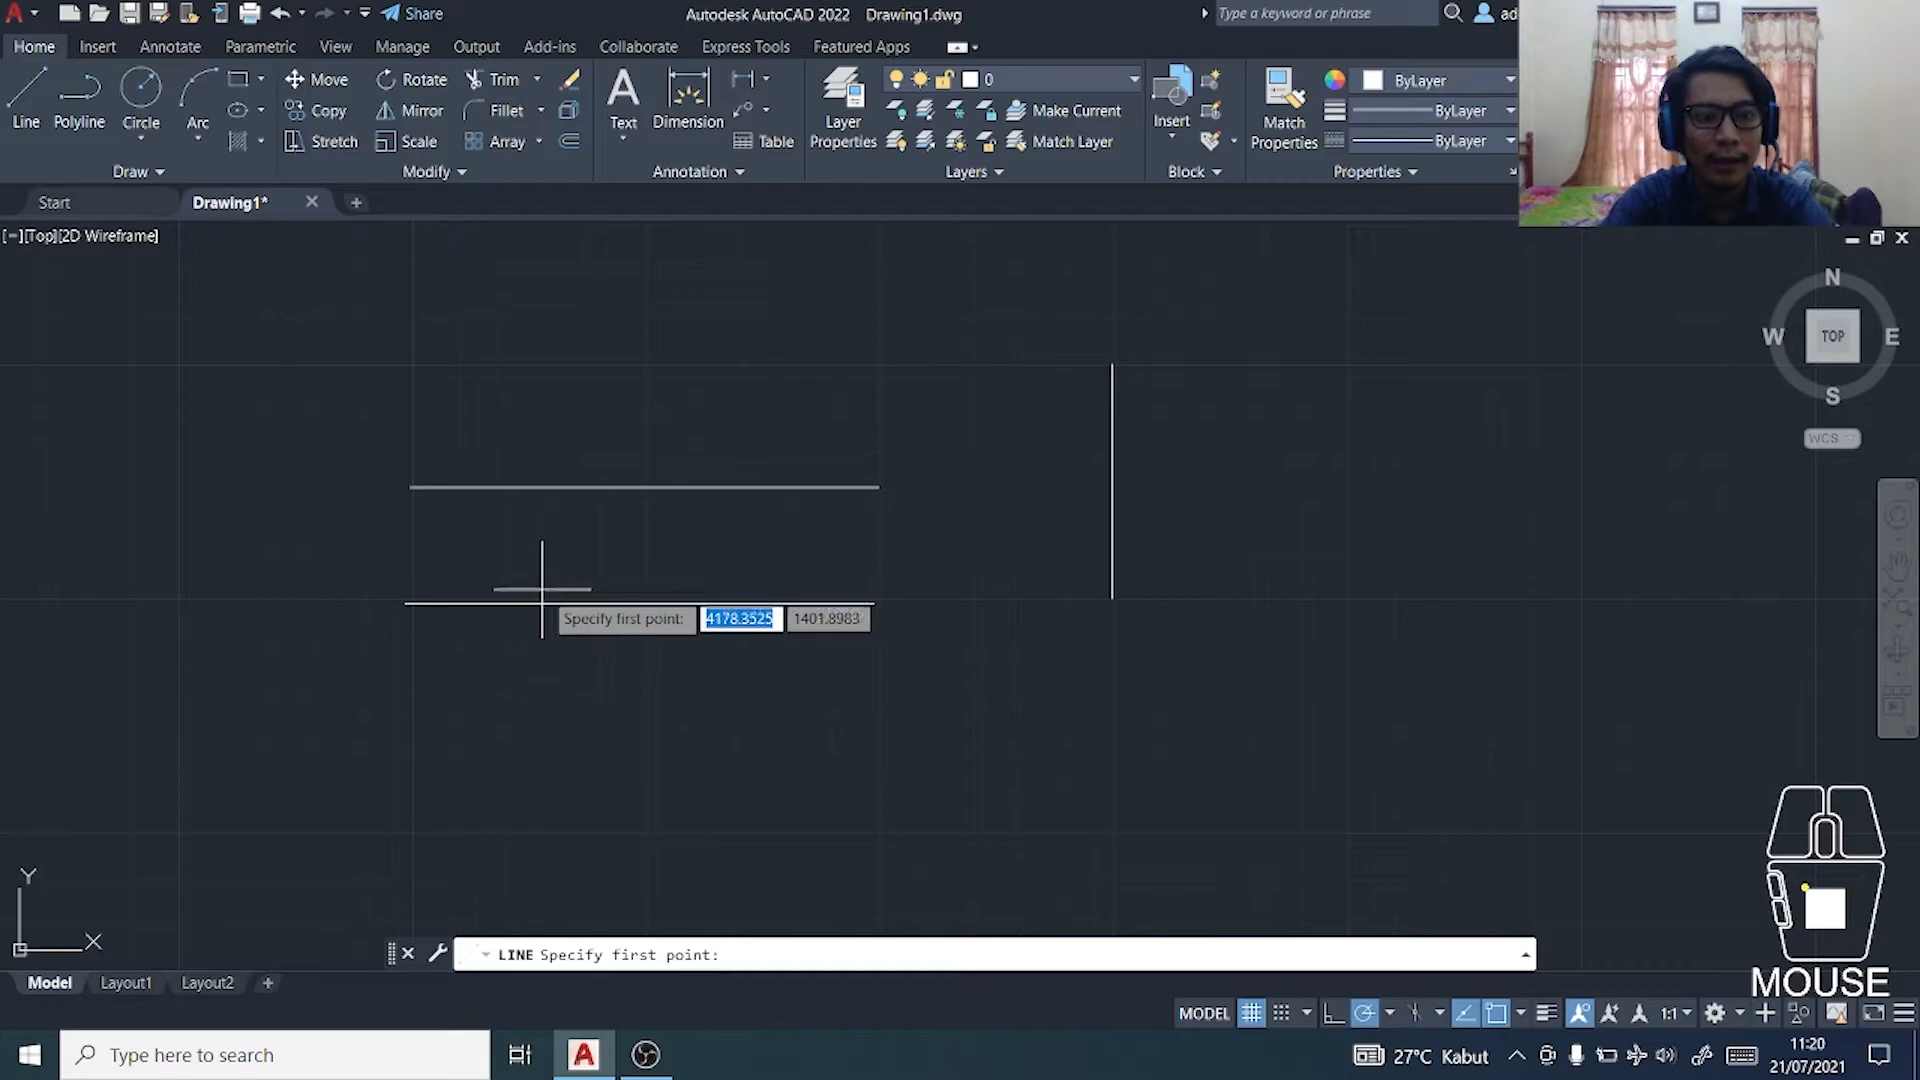 Share
Autodesk AutoCAD 2022 Drawing1.dwg
Type a keyword or phrase
ad
Home Insert Annotate Parametric View Manage Output Add-ins Collaborate Express Tools Featured Apps
Line Polyline Circle Arc
Move Rotate Trim
Copy Mirror Fillet
Stretch Scale Array
Text Dimension Table
Layer Properties
0
Make Current
Match Layer
Insert
Match Properties
ByLayer
ByLayer
ByLayer
Draw Modify Annotation Layers Block Properties
Start Drawing1*
[−][Top][2D Wireframe]
N
W TOP E
S
WCS
Specify first point: 4178.3525 1401.8983
Y
X
LINE Specify first point:
Model Layout1 Layout2
MOUSE
MODEL 1:1
Type here to search
A
27°C Kabut
11:20
21/07/2021